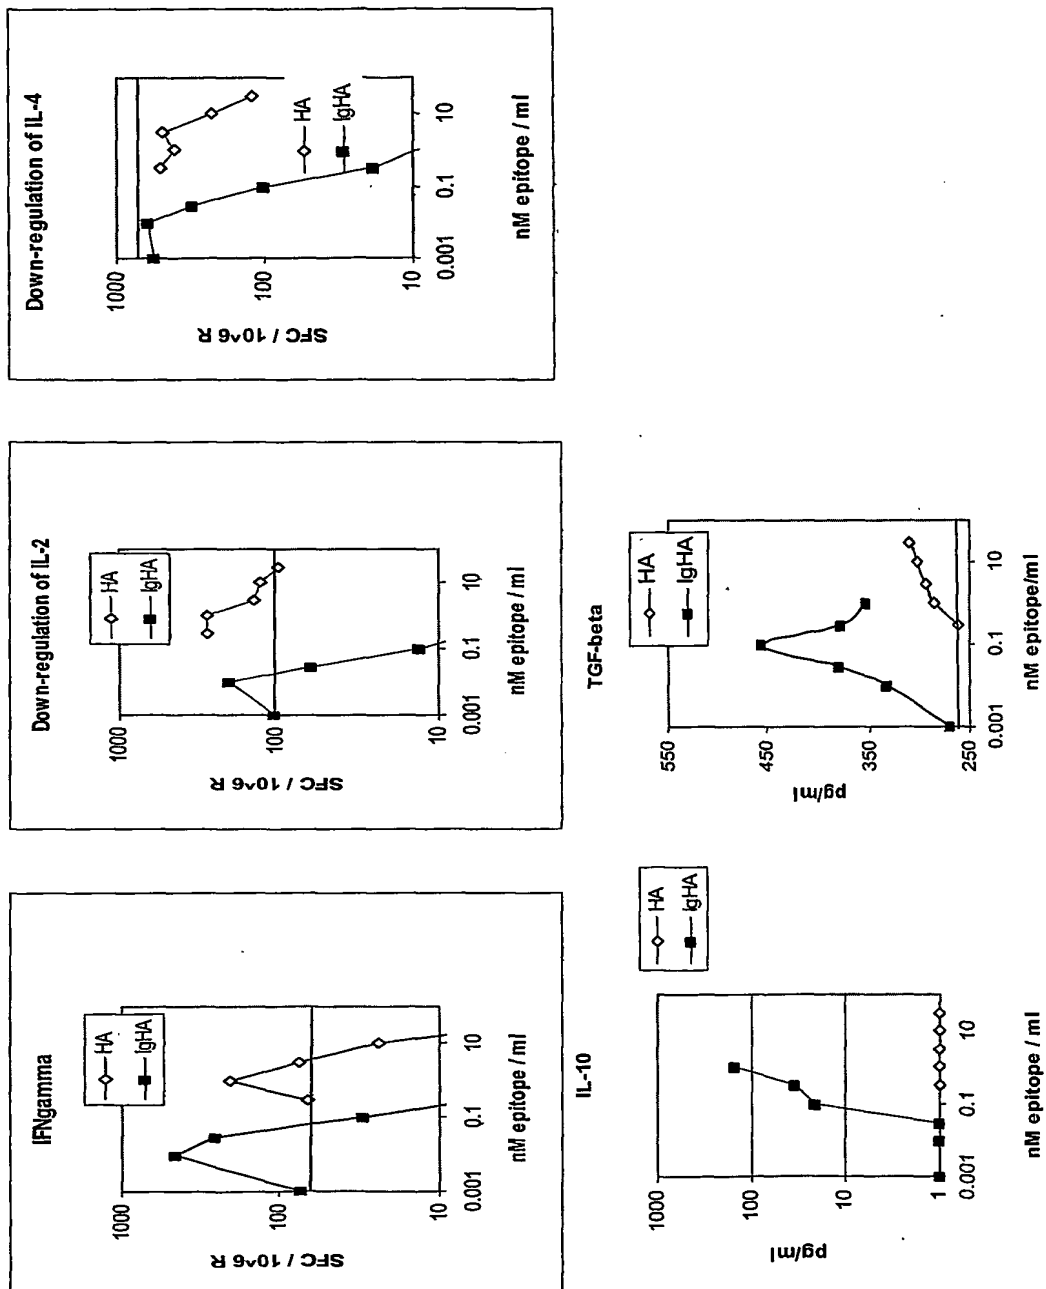 IFNgamma
HA
IgHA
1000
100
10
SFC / 10^6 R
0.001
0.1
10
nM epitope / ml
Down-regulation of IL-2
HA
IgHA
1000
100
10
SFC / 10^6 R
0.001
0.1
10
nM epitope / ml
Down-regulation of IL-4
HA
IgHA
1000
100
10
SFC / 10^6 R
0.001
0.1
10
nM epitope / ml
IL-10
HA
IgHA
1000
100
10
1
pg/ml
0.001
0.1
10
nM epitope / ml
TGF-beta
HA
IgHA
550
450
350
250
pg/ml
0.001
0.1
10
nM epitope/ml